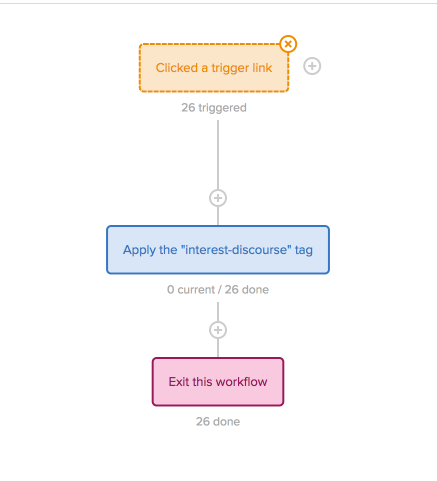 Clicked a trigger link
26 triggered
Apply the "interest-discourse" tag
0 current / 26 done
Exit this workflow
26 done